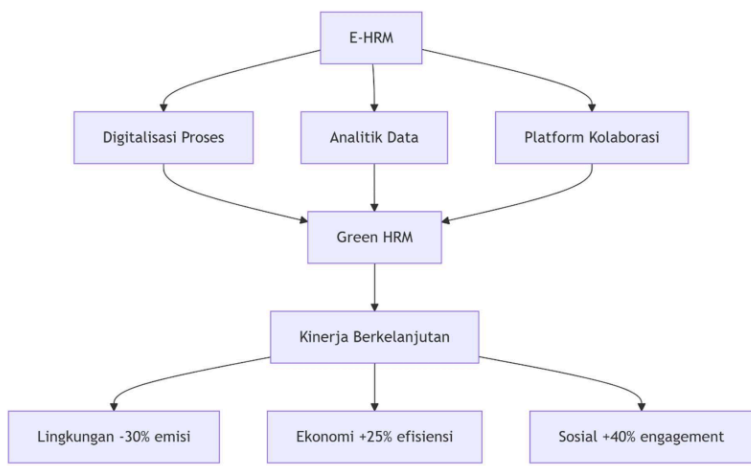 E-HRM
Digitalisasi Proses
Analitik Data
Platform Kolaborasi
Green HRM
Kinerja Berkelanjutan
Lingkungan -30% emisi
Ekonomi +25% efisiensi
Sosial +40% engagement